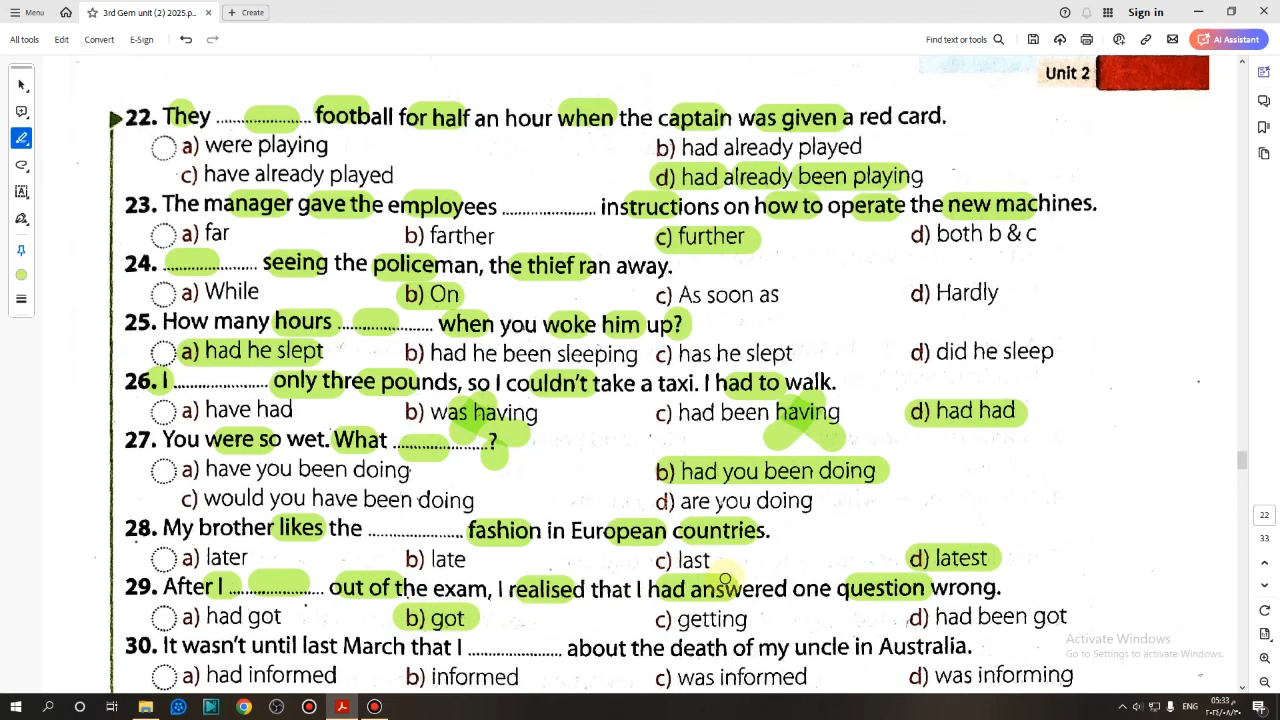 Menu
3rd Gem unit (2) 2025.p...
Create
Sign in
All tools Edit Convert E-Sign
Find text or tools
AI Assistant
Unit 2
22. They .................... football for half an hour when the captain was given a red card.
a) were playing b) had already played
c) have already played d) had already been playing
23. The manager gave the employees .................... instructions on how to operate the new machines.
a) far b) farther c) further d) both b & c
24. .................... seeing the policeman, the thief ran away.
a) While b) On c) As soon as d) Hardly
25. How many hours .................... when you woke him up?
a) had he slept b) had he been sleeping c) has he slept d) did he sleep
26. I .................... only three pounds, so I couldn't take a taxi. I had to walk.
a) have had b) was having c) had been having d) had had
27. You were so wet. What ....................?
a) have you been doing b) had you been doing
c) would you have been doing d) are you doing
28. My brother likes the .................... fashion in European countries.
a) later b) late c) last d) latest
29. After I .................... out of the exam, I realised that I had answered one question wrong.
a) had got b) got c) getting d) had been got
30. It wasn't until last March that I .................... about the death of my uncle in Australia.
a) had informed b) informed c) was informed d) was informing
22
33
Activate Windows
Go to Settings to activate Windows.
ENG
05:33 م